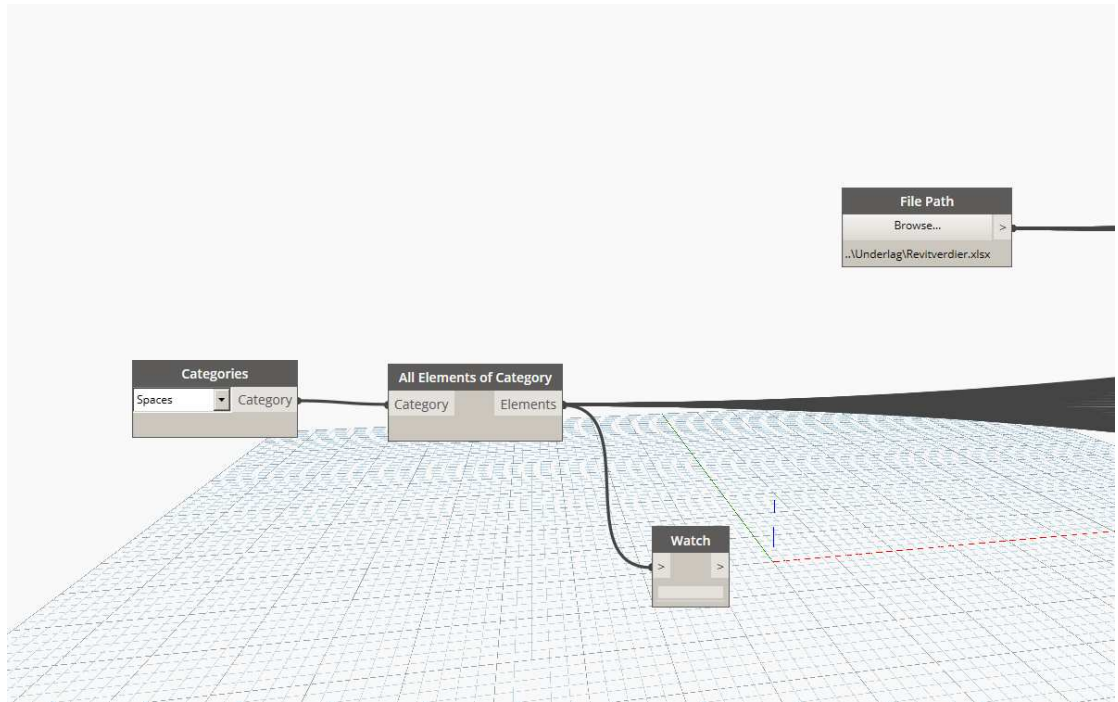 File Path
Browse...
>
..\Underlag\Revitverdier.xlsx
Categories
Spaces
Category
All Elements of Category
Category
Elements
Watch
> >